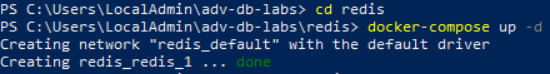 PS C:\Users\LocalAdmin\adv-db-labs> cd redis
PS C:\Users\LocalAdmin\adv-db-labs\redis> docker-compose up -d
Creating network "redis_default" with the default driver
Creating redis_redis_1 ... done